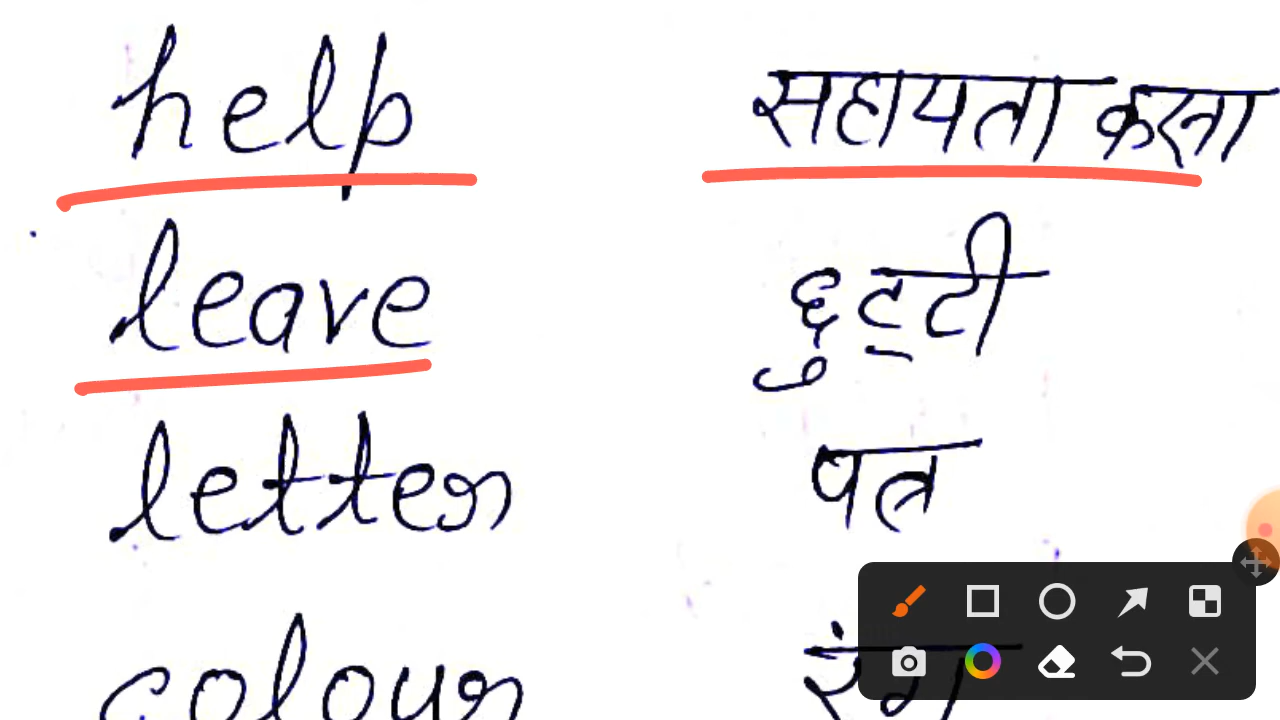 help सहायता करना
leave छुट्टी
letter पत्र
colour रंग